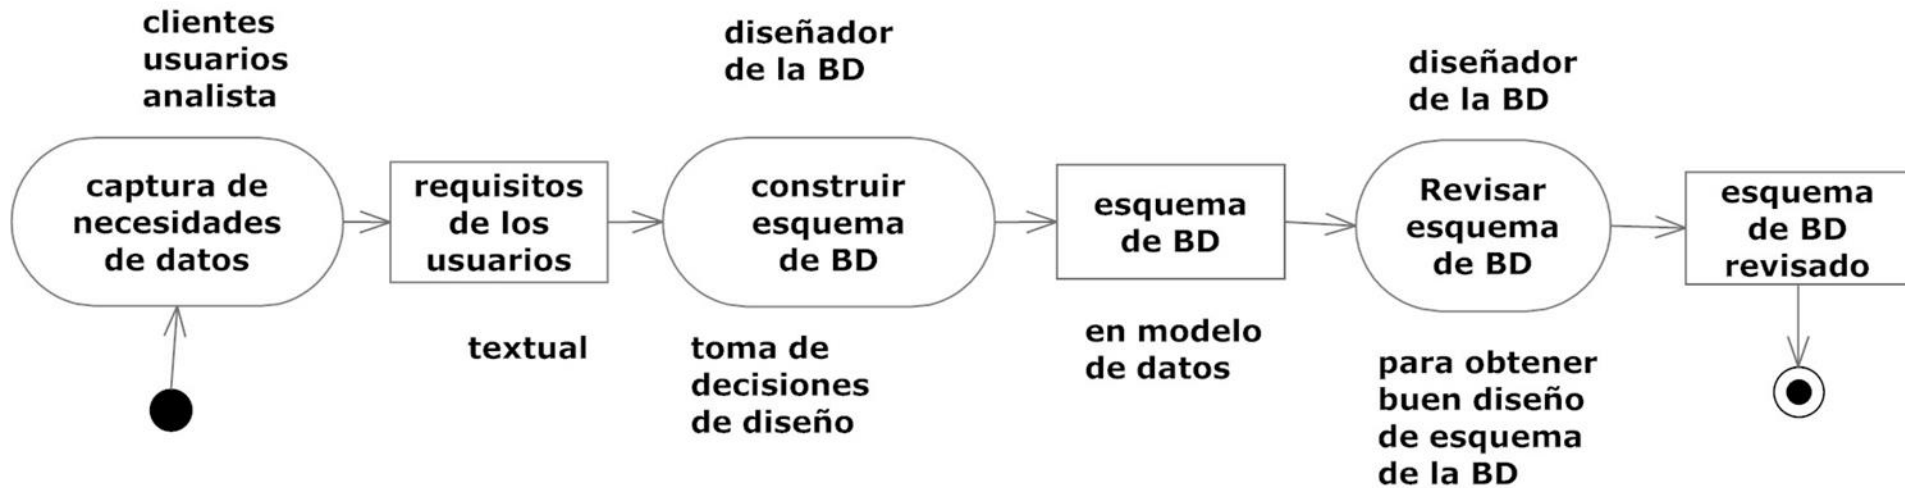 clientes
usuarios
analista
captura de
necesidades
de datos
requisitos
de los
usuarios
textual
diseñador
de la BD
construir
esquema
de BD
toma de
decisiones
de diseño
esquema
de BD
en modelo
de datos
diseñador
de la BD
Revisar
esquema
de BD
para obtener
buen diseño
de esquema
de la BD
esquema
de BD
revisado